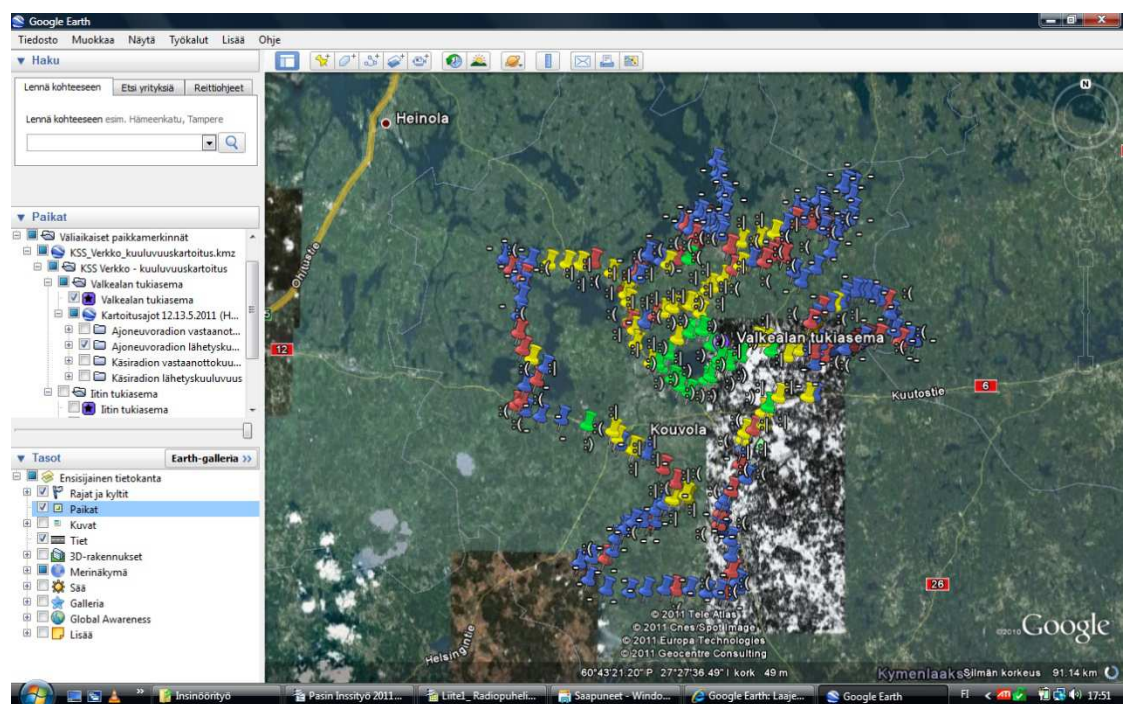 Google Earth
Tiedosto Muokkaa Näytä Työkalut Lisää Ohje
Haku
Lennä kohteeseen Etsi yrityksiä Reittiohjeet
Lennä kohteeseen esim. Hämeenkatu, Tampere
Paikat
Väliaikaiset paikkamerkinnät
KSS_Verkko_kuuluvuuskartoitus.kmz
KSS Verkko - kuuluvuuskartoitus
Valkealan tukiasema
Valkealan tukiasema
Kartoitusajot 12.13.5.2011 (H...
Ajoneuvoradion vastaanot...
Ajoneuvoradion lähetysku...
Käsiradion vastaanottokuu...
Käsiradion lähetyskuuluvuus
Iitin tukiasema
Iitin tukiasema
Tasot Earth-galleria >>
Ensisijainen tietokanta
Rajat ja kyltit
Paikat
Kuvat
Tiet
3D-rakennukset
Merinäkymä
Sää
Galleria
Global Awareness
Lisää
N
Heinola
Ohitustie
12
Valkealan tukiasema
6
Kuutostie
Kouvola
26
Helsingintie
© 2011 Tele Atlas
© 2011 Cnes/Spot Image
© 2011 Europa Technologies
© 2011 Geocentre Consulting
©2010 Google
60°43'21.20" P 27°27'36.49" I kork 49 m
Kymenlaaks
Silmän korkeus 91.14 km
Insinööntyö
Pasin Inssityö 2011...
Liite1_ Radiopuheli...
Saapuneet - Windo...
Google Earth: Laaje...
Google Earth
FI
17:51